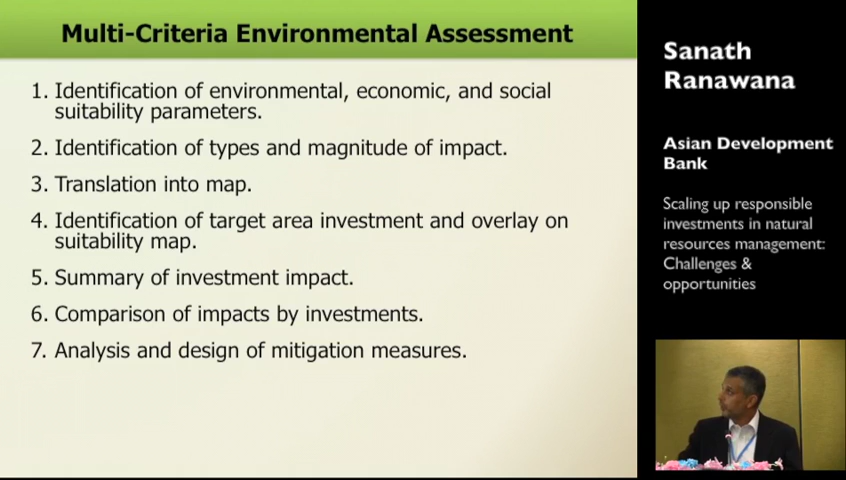 Multi-Criteria Environmental Assessment
1. Identification of environmental, economic, and social
suitability parameters.
2. Identification of types and magnitude of impact.
3. Translation into map.
4. Identification of target area investment and overlay on
suitability map.
5. Summary of investment impact.
6. Comparison of impacts by investments.
7. Analysis and design of mitigation measures.
Sanath
Ranawana
Asian Development
Bank
Scaling up responsible
investments in natural
resources management:
Challenges &
opportunities